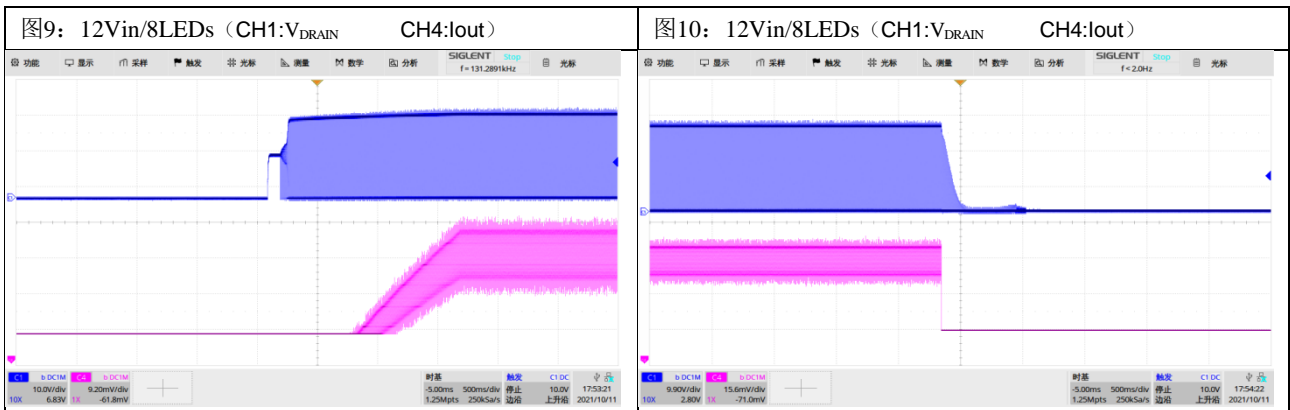 图9：12Vin/8LEDs（CH1:VDRAIN CH4:Iout）
图10：12Vin/8LEDs（CH1:VDRAIN CH4:Iout）
功能 显示 采样 触发 光标 测量 数学 分析 SIGLENT Stop 光标
f = 131.2891kHz
C1 b DC1M C4 b DC1M 时基 触发 C1 DC
10.0V/div 9.20mV/div -5.00ms 500ms/div 停止 10.0V 17:53:21
10X 6.83V 1X -61.8mV 1.25Mpts 250kSa/s 边沿 上升沿 2021/10/11
功能 显示 采样 触发 光标 测量 数学 分析 SIGLENT Stop 光标
f < 2.0Hz
C1 b DC1M C4 b DC1M 时基 触发 C1 DC
9.90V/div 15.6mV/div -5.00ms 500ms/div 停止 10.0V 17:54:22
10X 2.80V 1X -71.0mV 1.25Mpts 250kSa/s 边沿 上升沿 2021/10/11